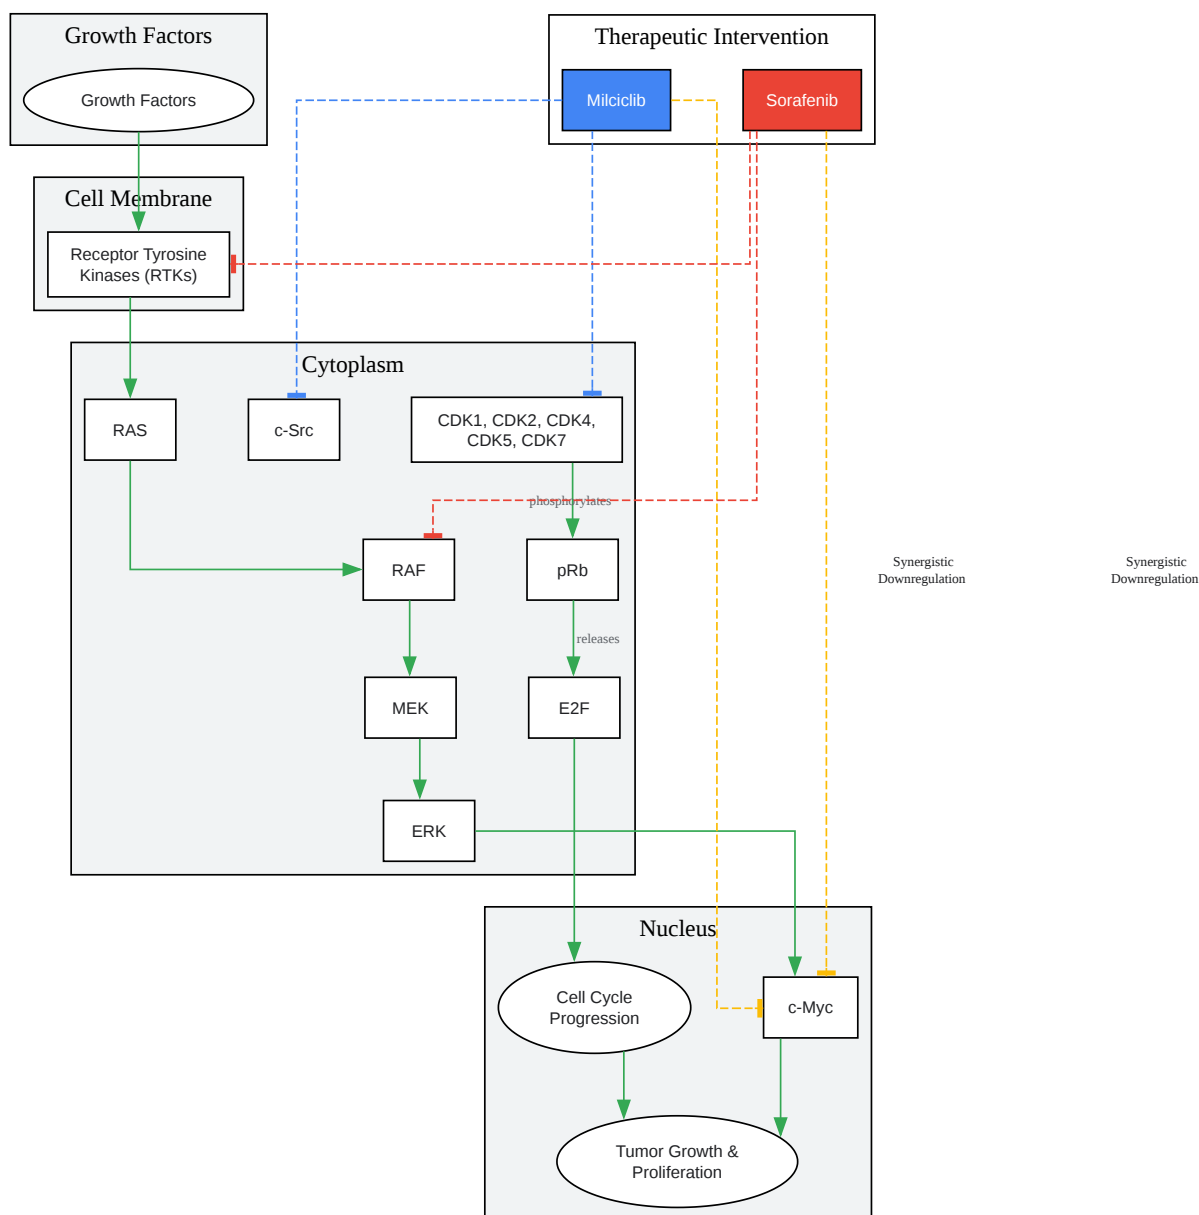 Growth Factors
Growth Factors
Therapeutic Intervention
Milciclib
Sorafenib
Cell Membrane
Receptor Tyrosine
Kinases (RTKs)
Cytoplasm
RAS
c-Src
CDK1, CDK2, CDK4,
CDK5, CDK7
phosphorylates
RAF
pRb
Synergistic
Downregulation
Synergistic
Downregulation
releases
MEK
E2F
ERK
Nucleus
Cell Cycle
Progression
c-Myc
Tumor Growth &
Proliferation